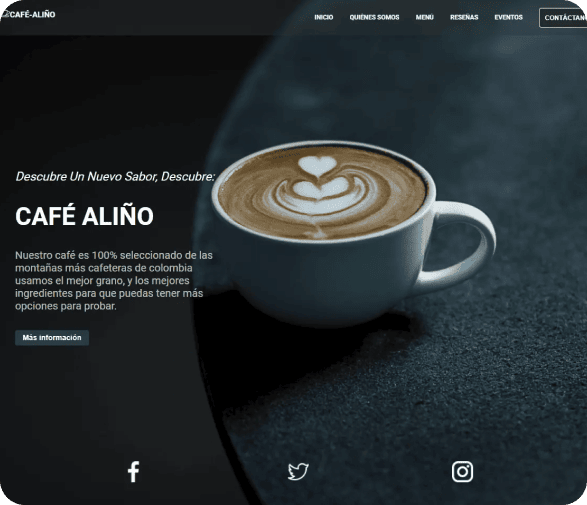 CAFÉ-ALIÑO
INICIO QUIÉNES SOMOS MENÚ RESEÑAS EVENTOS CONTÁCTAN
Descubre Un Nuevo Sabor, Descubre:
CAFÉ ALIÑO
Nuestro café es 100% seleccionado de las
montañas más cafeteras de colombia
usamos el mejor grano, y los mejores
ingredientes para que puedas tener más
opciones para probar.
Más información